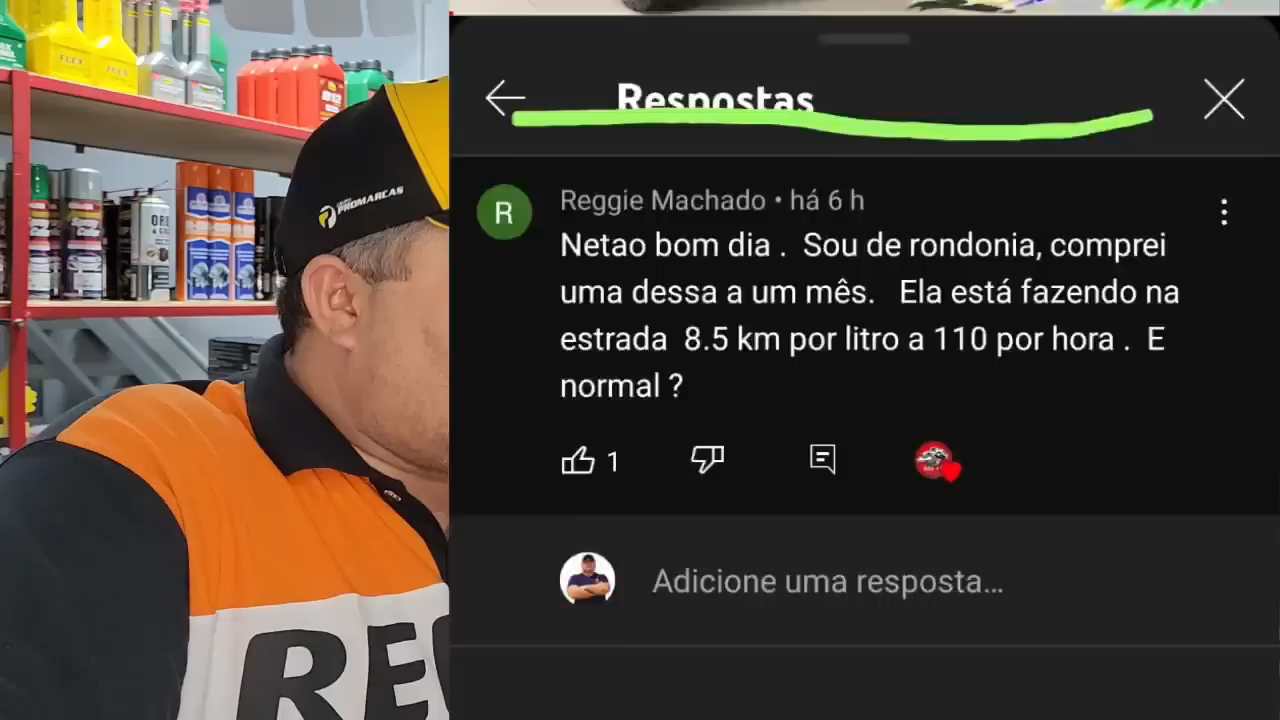 FLEX
GRUPO
PROMARCAS
RE
Respostas
R
Reggie Machado • há 6 h
Netao bom dia .  Sou de rondonia, comprei
uma dessa a um mês.   Ela está fazendo na
estrada  8.5 km por litro a 110 por hora .  E
normal ?
1
Adicione uma resposta...